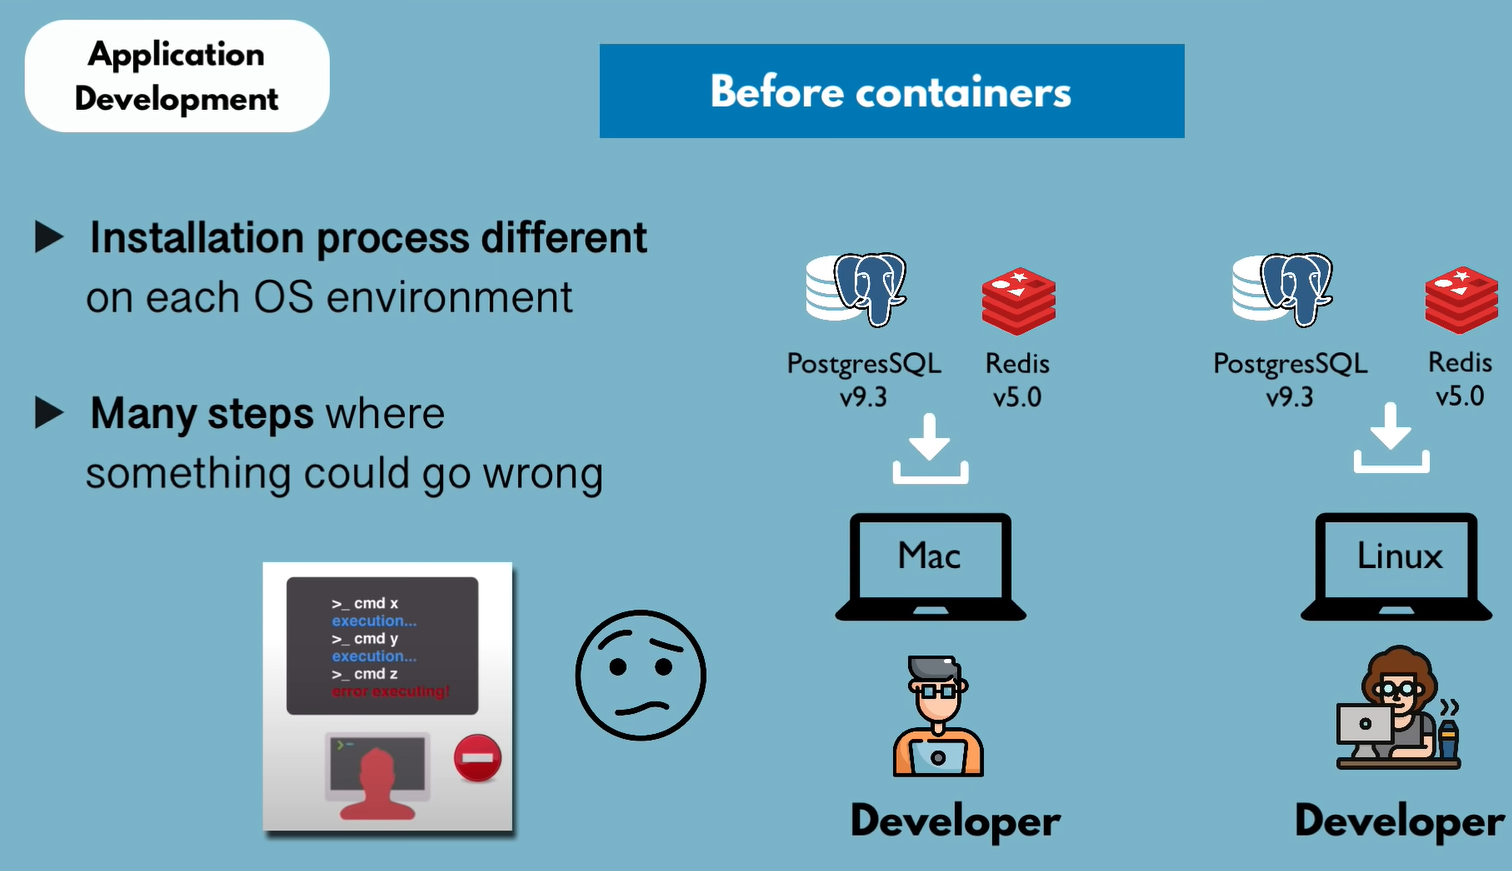 Application
Development
Before containers
Installation process different
on each OS environment
Many steps where
something could go wrong
>_ cmd x
execution...
>_ cmd y
execution...
>_ cmd z
error executing!
PostgresSQL
v9.3
Redis
v5.0
Mac
Developer
PostgresSQL
v9.3
Redis
v5.0
Linux
Developer